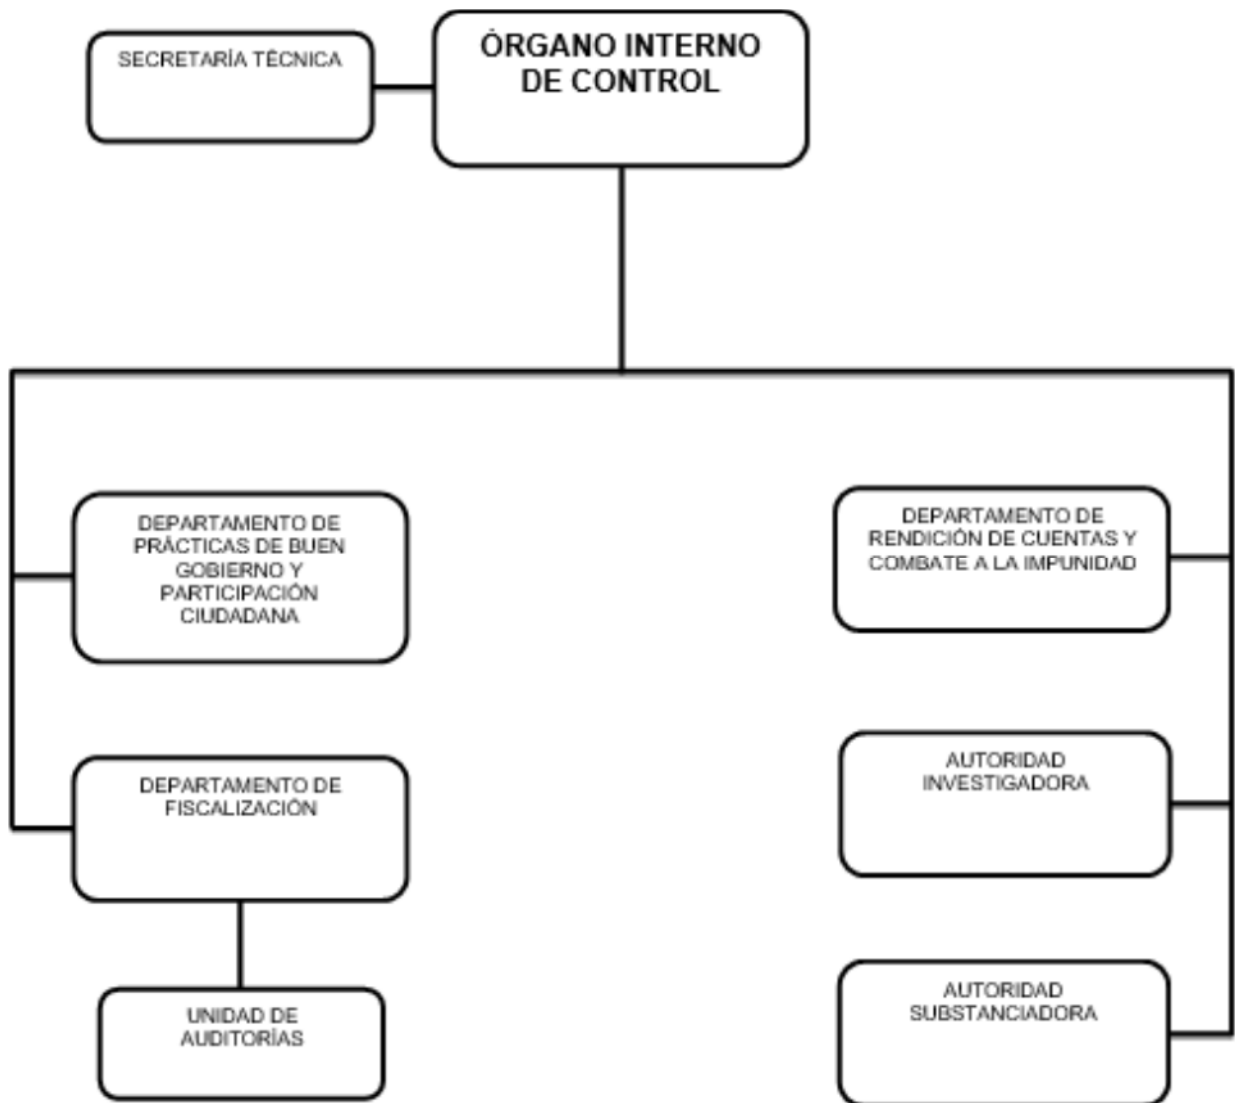 SECRETARÍA TÉCNICA
ÓRGANO INTERNO
DE CONTROL
DEPARTAMENTO DE
PRÁCTICAS DE BUEN
GOBIERNO Y
PARTICIPACIÓN
CIUDADANA
DEPARTAMENTO DE
RENDICIÓN DE CUENTAS Y
COMBATE A LA IMPUNIDAD
DEPARTAMENTO DE
FISCALIZACIÓN
AUTORIDAD
INVESTIGADORA
UNIDAD DE
AUDITORÍAS
AUTORIDAD
SUBSTANCIADORA